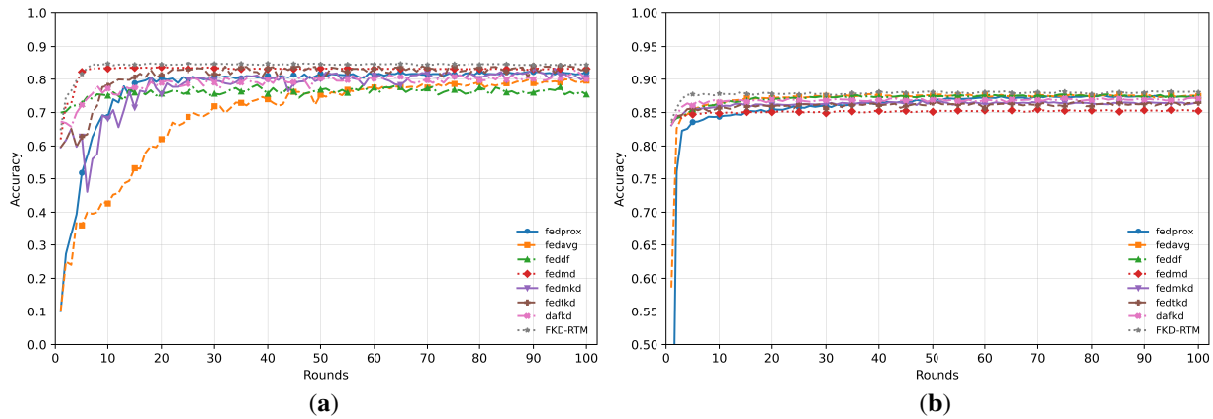 1.0
0.9
0.8
0.7
0.6
0.5
0.4
0.3
0.2
0.1
0.0
Accuracy
0 10 20 30 40 50 60 70 80 90 100
Rounds
fedprox
fedavg
feddf
fedmd
fedmkd
fedtkd
dafkd
FKD-RTM
(a)
1.00
0.95
0.90
0.85
0.80
0.75
0.70
0.65
0.60
0.55
0.50
Accuracy
0 10 20 30 40 50 60 70 80 90 100
Rounds
fedprox
fedavg
feddf
fedmd
fedmkd
fedtkd
dafkd
FKD-RTM
(b)